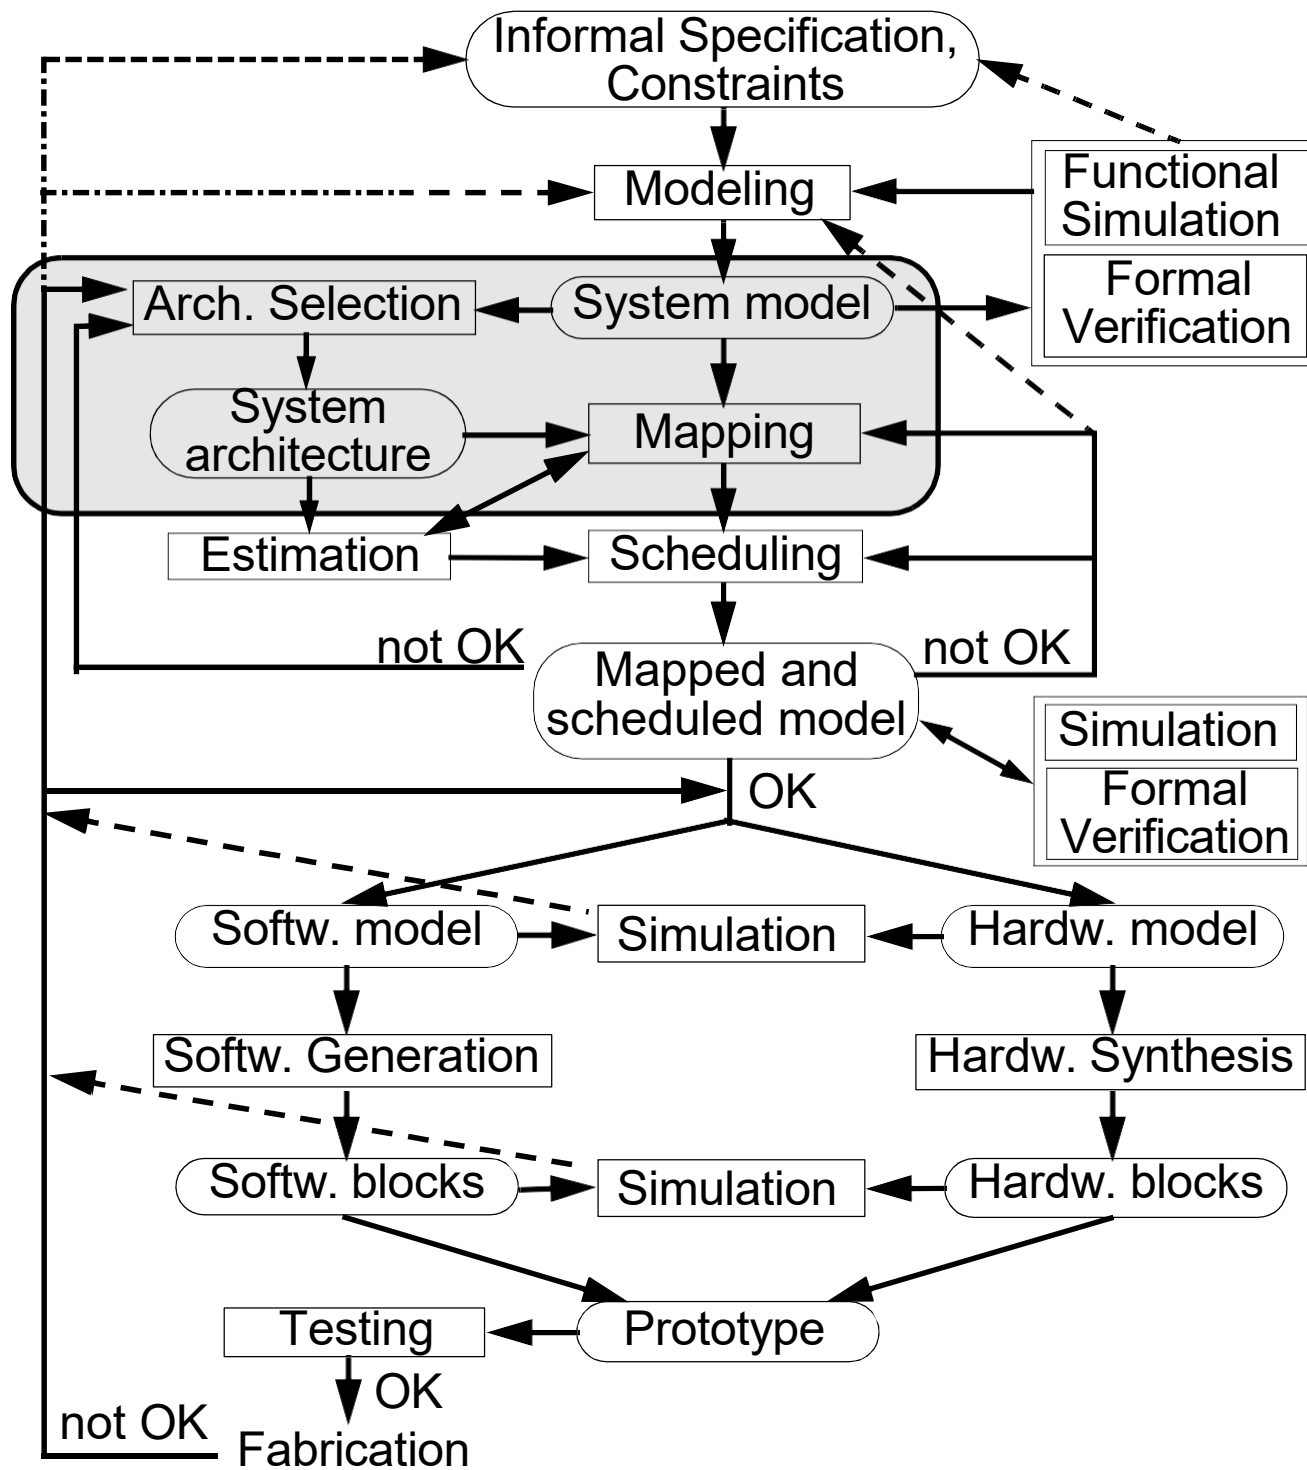 Informal Specification,
Constraints
Modeling
Functional
Simulation
Formal
Verification
Arch. Selection
System model
System
architecture
Mapping
Estimation
Scheduling
not OK
Mapped and
scheduled model
not OK
Simulation
Formal
Verification
OK
Softw. model
Simulation
Hardw. model
Softw. Generation
Hardw. Synthesis
Softw. blocks
Simulation
Hardw. blocks
Testing
Prototype
OK
not OK
Fabrication